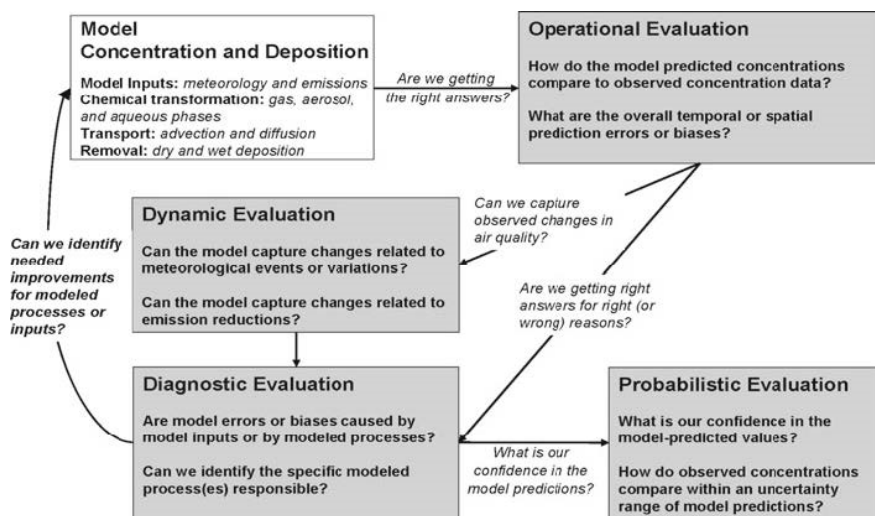 Model
Concentration and Deposition
Model Inputs: meteorology and emissions
Chemical transformation: gas, aerosol,
and aqueous phases
Transport: advection and diffusion
Removal: dry and wet deposition
Are we getting
the right answers?
Operational Evaluation
How do the model predicted concentrations
compare to observed concentration data?
What are the overall temporal or spatial
prediction errors or biases?
Can we capture
observed changes in
air quality?
Dynamic Evaluation
Can the model capture changes related to
meteorological events or variations?
Can the model capture changes related to
emission reductions?
Can we identify
needed
improvements
for modeled
processes or
inputs?
Are we getting right
answers for right (or
wrong) reasons?
Diagnostic Evaluation
Are model errors or biases caused by
model inputs or by modeled processes?
Can we identify the specific modeled
process(es) responsible?
What is our
confidence in the
model predictions?
Probabilistic Evaluation
What is our confidence in the
model-predicted values?
How do observed concentrations
compare within an uncertainty
range of model predictions?